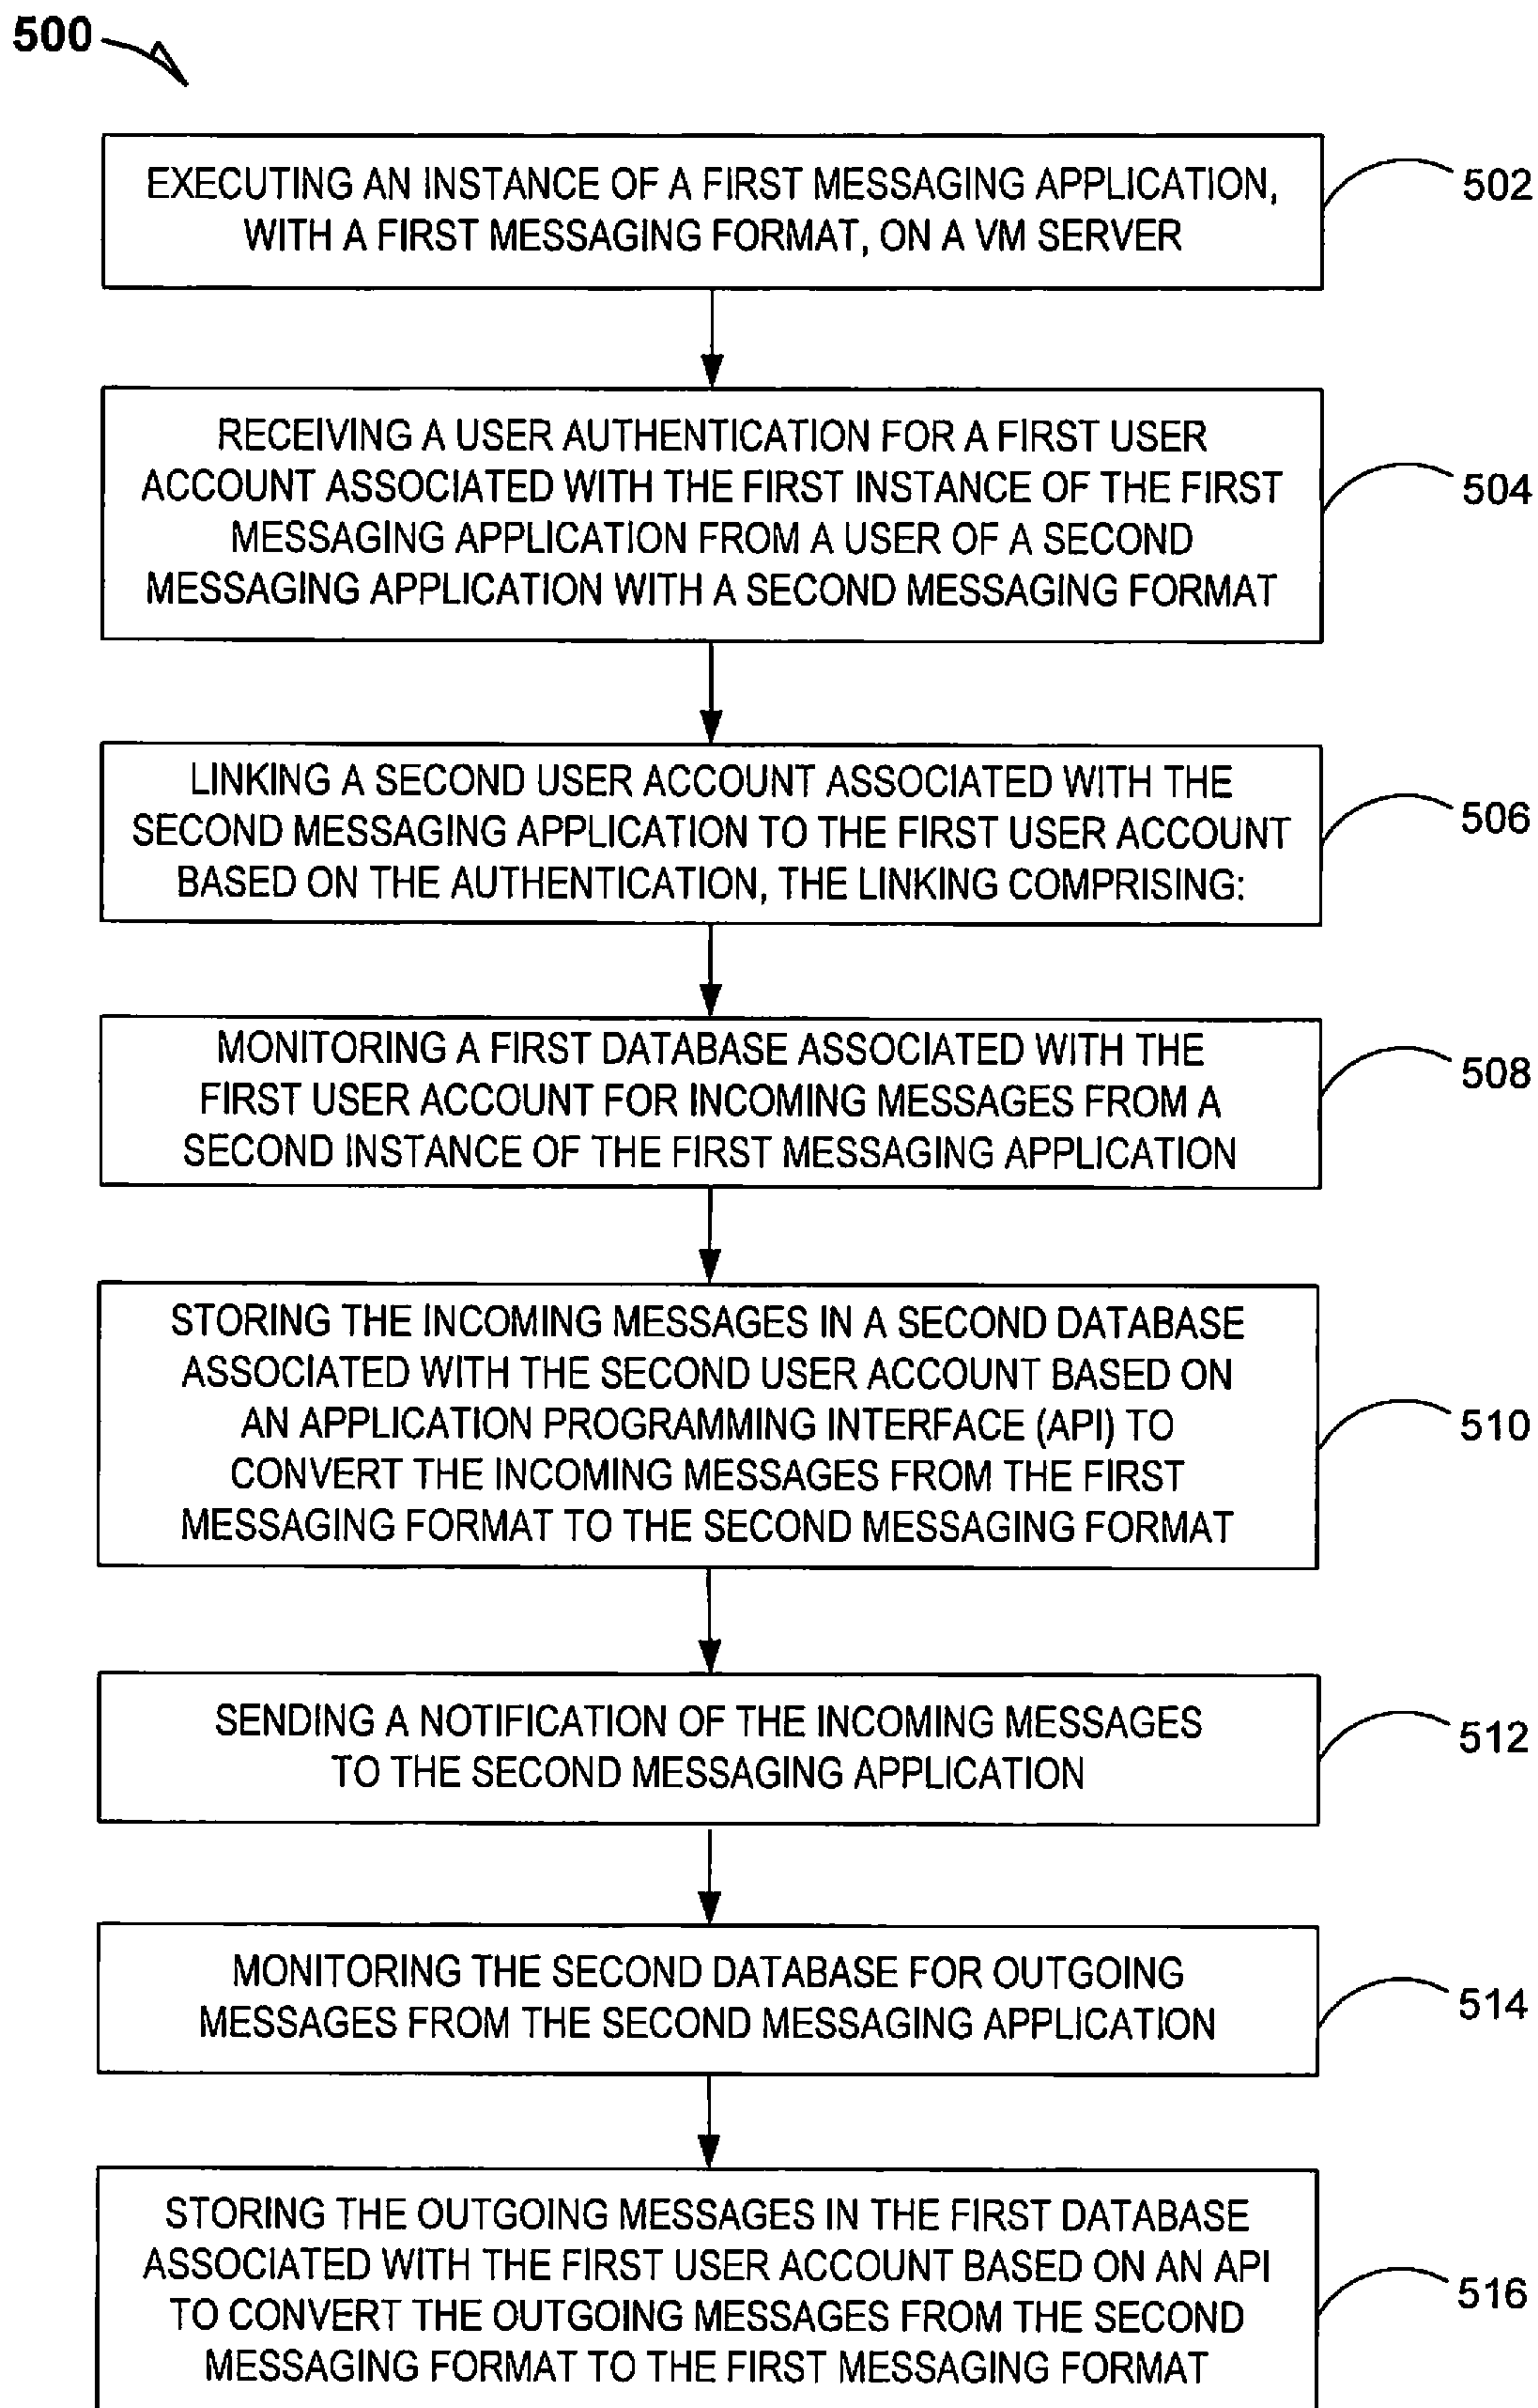 500
EXECUTING AN INSTANCE OF A FIRST MESSAGING APPLICATION,
WITH A FIRST MESSAGING FORMAT, ON A VM SERVER
502
RECEIVING A USER AUTHENTICATION FOR A FIRST USER
ACCOUNT ASSOCIATED WITH THE FIRST INSTANCE OF THE FIRST
MESSAGING APPLICATION FROM A USER OF A SECOND
MESSAGING APPLICATION WITH A SECOND MESSAGING FORMAT
504
LINKING A SECOND USER ACCOUNT ASSOCIATED WITH THE
SECOND MESSAGING APPLICATION TO THE FIRST USER ACCOUNT
BASED ON THE AUTHENTICATION, THE LINKING COMPRISING:
506
MONITORING A FIRST DATABASE ASSOCIATED WITH THE
FIRST USER ACCOUNT FOR INCOMING MESSAGES FROM A
SECOND INSTANCE OF THE FIRST MESSAGING APPLICATION
508
STORING THE INCOMING MESSAGES IN A SECOND DATABASE
ASSOCIATED WITH THE SECOND USER ACCOUNT BASED ON
AN APPLICATION PROGRAMMING INTERFACE (API) TO
CONVERT THE INCOMING MESSAGES FROM THE FIRST
MESSAGING FORMAT TO THE SECOND MESSAGING FORMAT
510
SENDING A NOTIFICATION OF THE INCOMING MESSAGES
TO THE SECOND MESSAGING APPLICATION
512
MONITORING THE SECOND DATABASE FOR OUTGOING
MESSAGES FROM THE SECOND MESSAGING APPLICATION
514
STORING THE OUTGOING MESSAGES IN THE FIRST DATABASE
ASSOCIATED WITH THE FIRST USER ACCOUNT BASED ON AN API
TO CONVERT THE OUTGOING MESSAGES FROM THE SECOND
MESSAGING FORMAT TO THE FIRST MESSAGING FORMAT
516